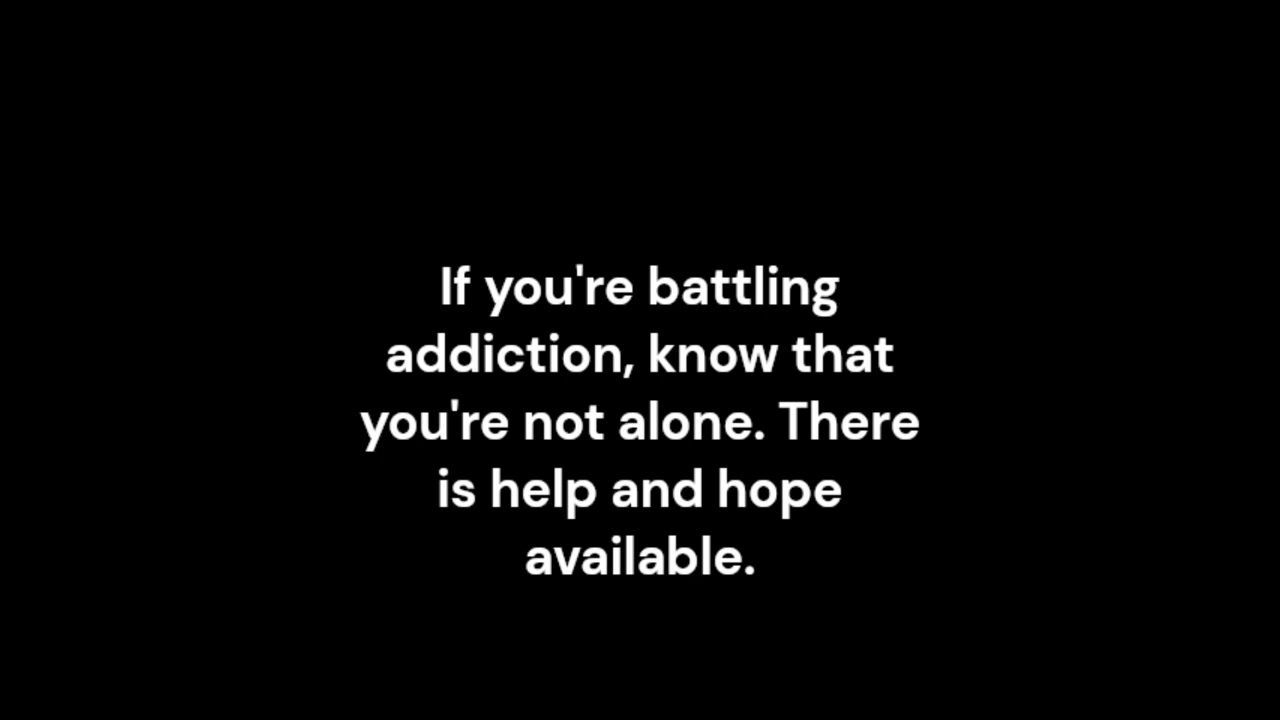 If you're battling
addiction, know that
you're not alone. There
is help and hope
available.